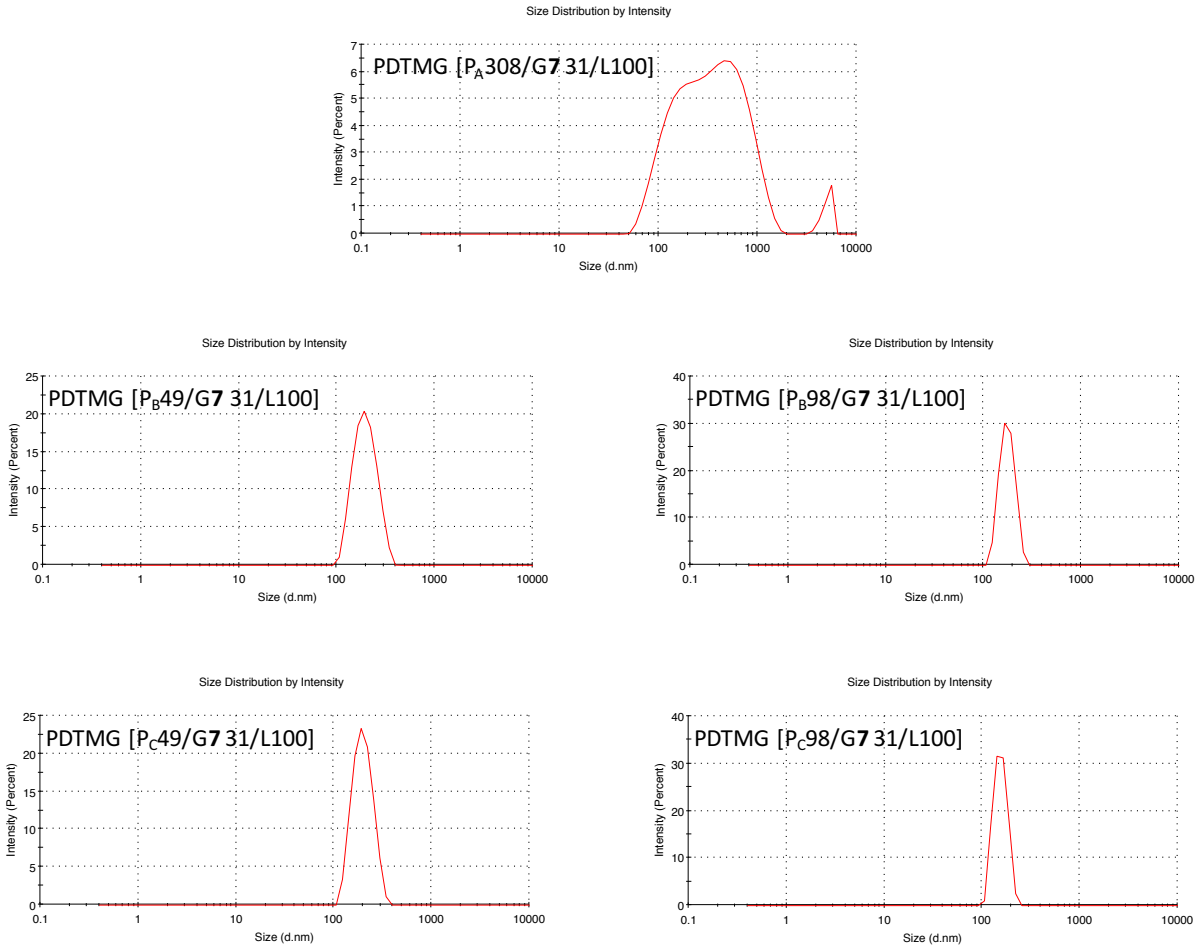 Size Distribution by Intensity
PDTMG [PA308/G7 31/L100]
Intensity (Percent)
7
6
5
4
3
2
1
0
0.1 1 10 100 1000 10000
Size (d.nm)
Size Distribution by Intensity
PDTMG [PB49/G7 31/L100]
Intensity (Percent)
25
20
15
10
5
0
0.1 1 10 100 1000 10000
Size (d.nm)
Size Distribution by Intensity
PDTMG [PB98/G7 31/L100]
Intensity (Percent)
40
30
20
10
0
0.1 1 10 100 1000 10000
Size (d.nm)
Size Distribution by Intensity
PDTMG [PC49/G7 31/L100]
Intensity (Percent)
25
20
15
10
5
0
0.1 1 10 100 1000 10000
Size (d.nm)
Size Distribution by Intensity
PDTMG [PC98/G7 31/L100]
Intensity (Percent)
40
30
20
10
0
0.1 1 10 100 1000 10000
Size (d.nm)